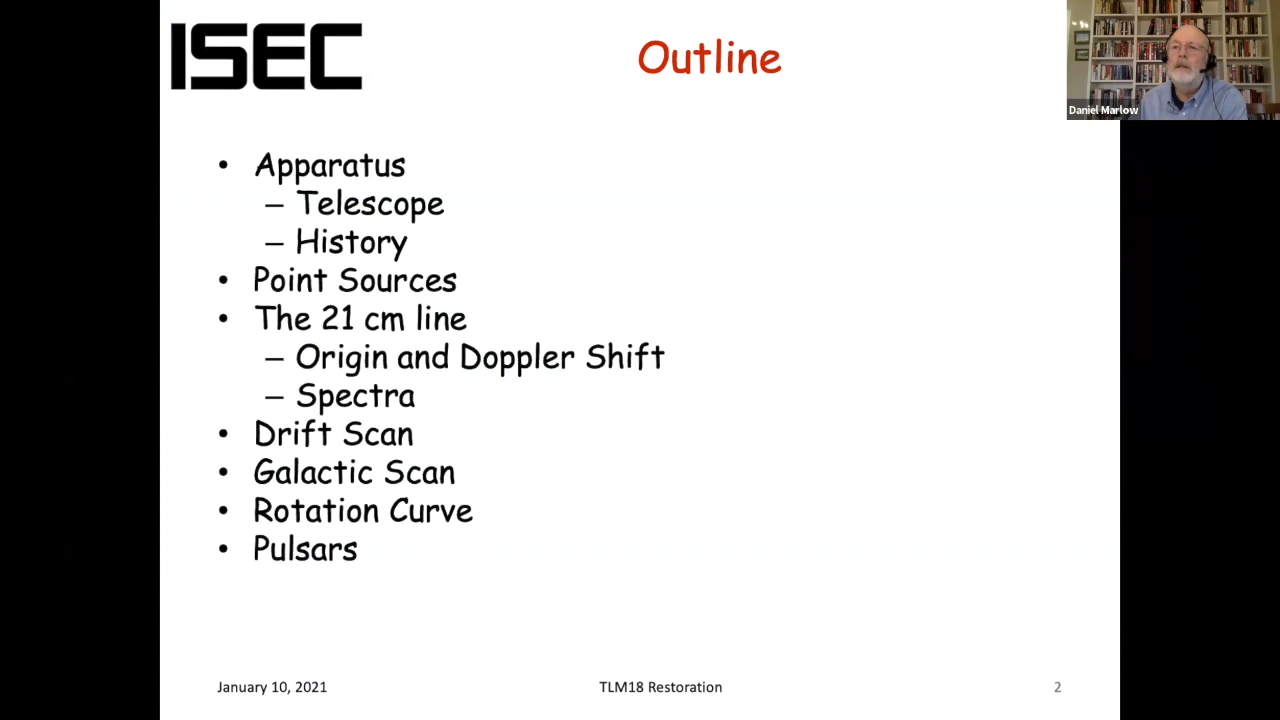 ISEC
Outline
Daniel Marlow
• Apparatus
– Telescope
– History
• Point Sources
• The 21 cm line
– Origin and Doppler Shift
– Spectra
• Drift Scan
• Galactic Scan
• Rotation Curve
• Pulsars
January 10, 2021
TLM18 Restoration
2